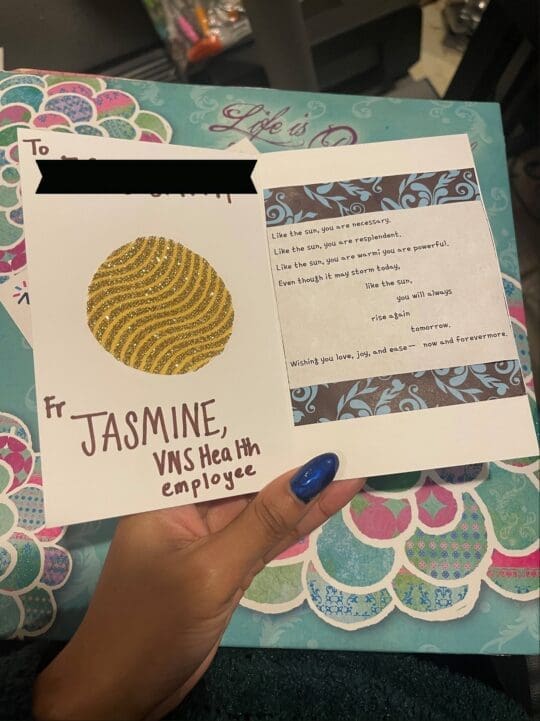 Life is
To
Fr
JASMINE,
VNS Health
employee
Like the sun, you are necessary.
Like the sun, you are resplendent.
Like the sun, you are warm; you are powerful.
Even though it may storm today,
like the sun,
you will always
rise again
tomorrow.
Wishing you love, joy, and ease— now and forevermore.